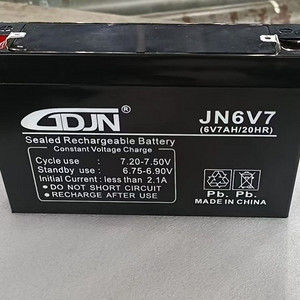 GDJN ®
JN6V7
(6V7AH/20HR)
Sealed Rechargeable Battery
Constant Voltage Charge
Cycle use : 7.20-7.50V
Standby use : 6.75-6.90V
Initial Current : less than 2.1A
DO NOT SHORT CIRCUIT
RECHARGE AFTER USE
Pb. Pb.
MADE IN CHINA